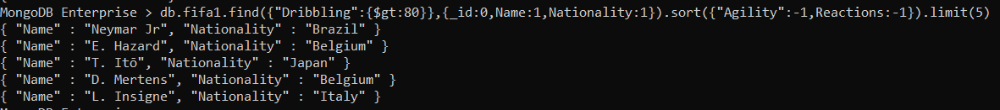 MongoDB Enterprise > db.fifa1.find({"Dribbling":{$gt:80}},{_id:0,Name:1,Nationality:1}).sort({"Agility":-1,Reactions:-1}).limit(5)
{ "Name" : "Neymar Jr", "Nationality" : "Brazil" }
{ "Name" : "E. Hazard", "Nationality" : "Belgium" }
{ "Name" : "T. Itō", "Nationality" : "Japan" }
{ "Name" : "D. Mertens", "Nationality" : "Belgium" }
{ "Name" : "L. Insigne", "Nationality" : "Italy" }
MongoDB Enterprise